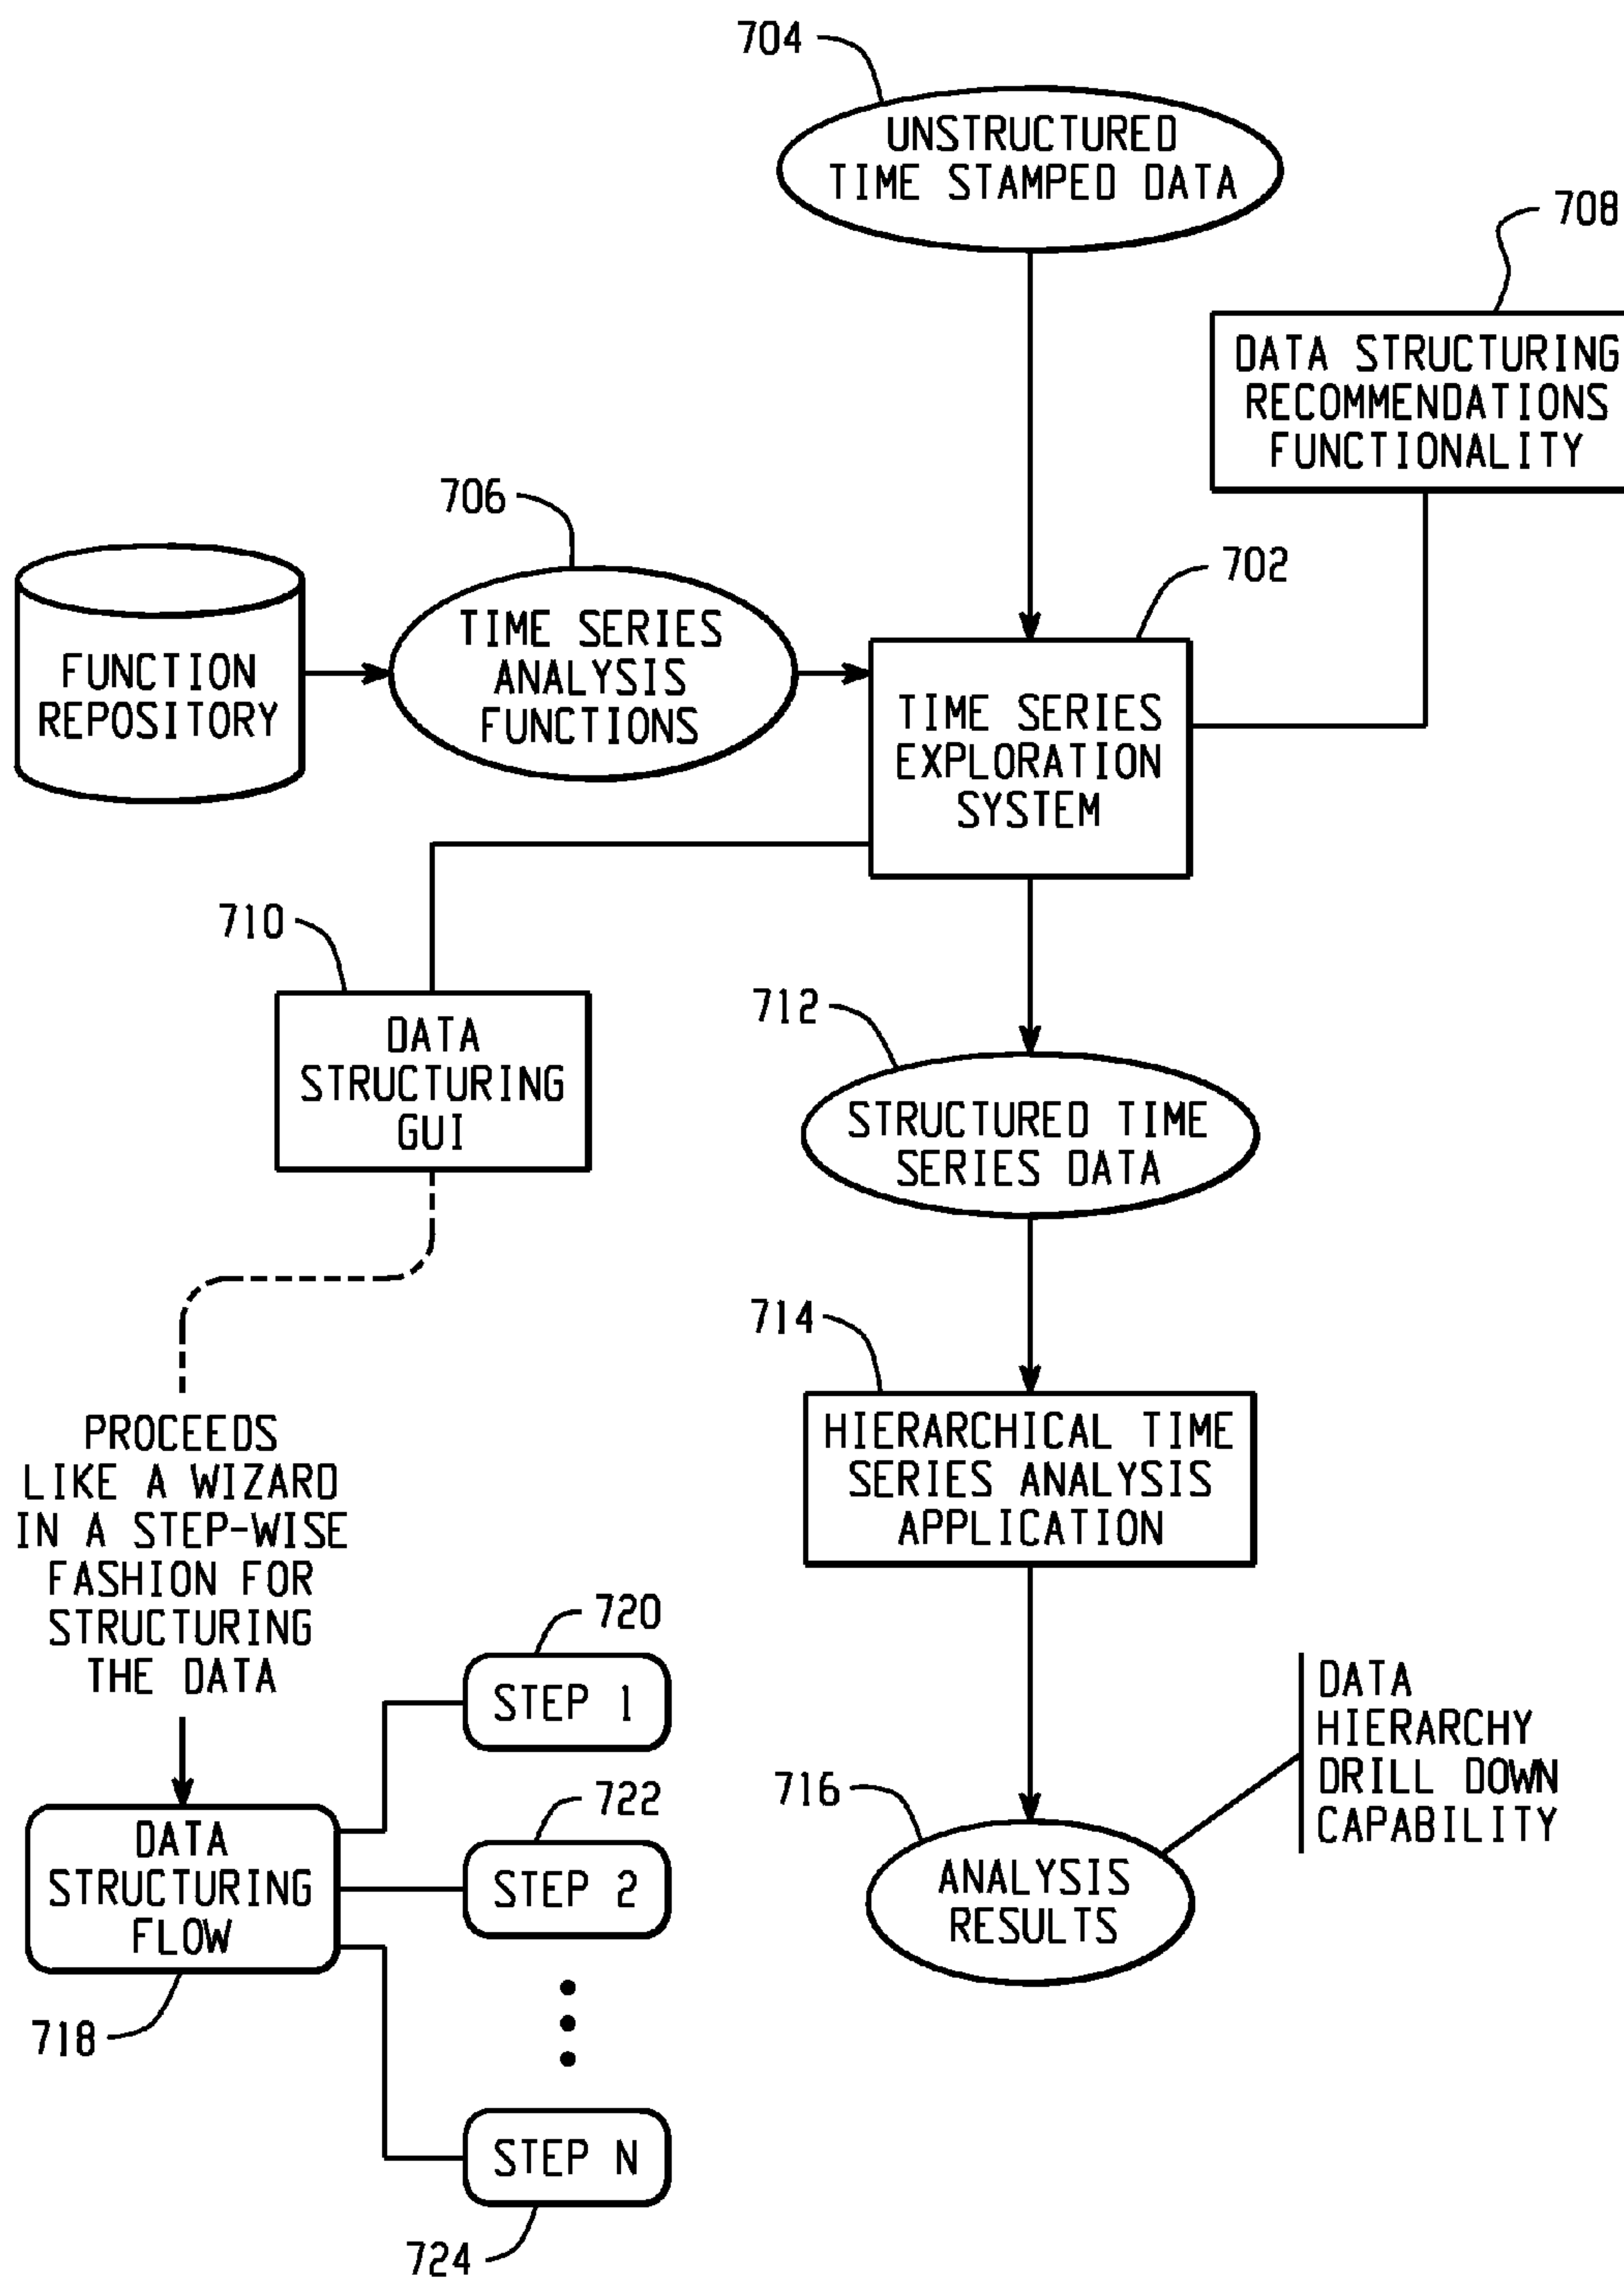 704
UNSTRUCTURED
TIME STAMPED DATA
708
DATA STRUCTURING
RECOMMENDATIONS
FUNCTIONALITY
706
702
FUNCTION
REPOSITORY
TIME SERIES
ANALYSIS
FUNCTIONS
TIME SERIES
EXPLORATION
SYSTEM
710
DATA
STRUCTURING
GUI
712
STRUCTURED TIME
SERIES DATA
714
HIERARCHICAL TIME
SERIES ANALYSIS
APPLICATION
PROCEEDS
LIKE A WIZARD
IN A STEP-WISE
FASHION FOR
STRUCTURING
THE DATA
720
STEP 1
722
STEP 2
DATA
STRUCTURING
FLOW
718
STEP N
724
716
ANALYSIS
RESULTS
DATA
HIERARCHY
DRILL DOWN
CAPABILITY